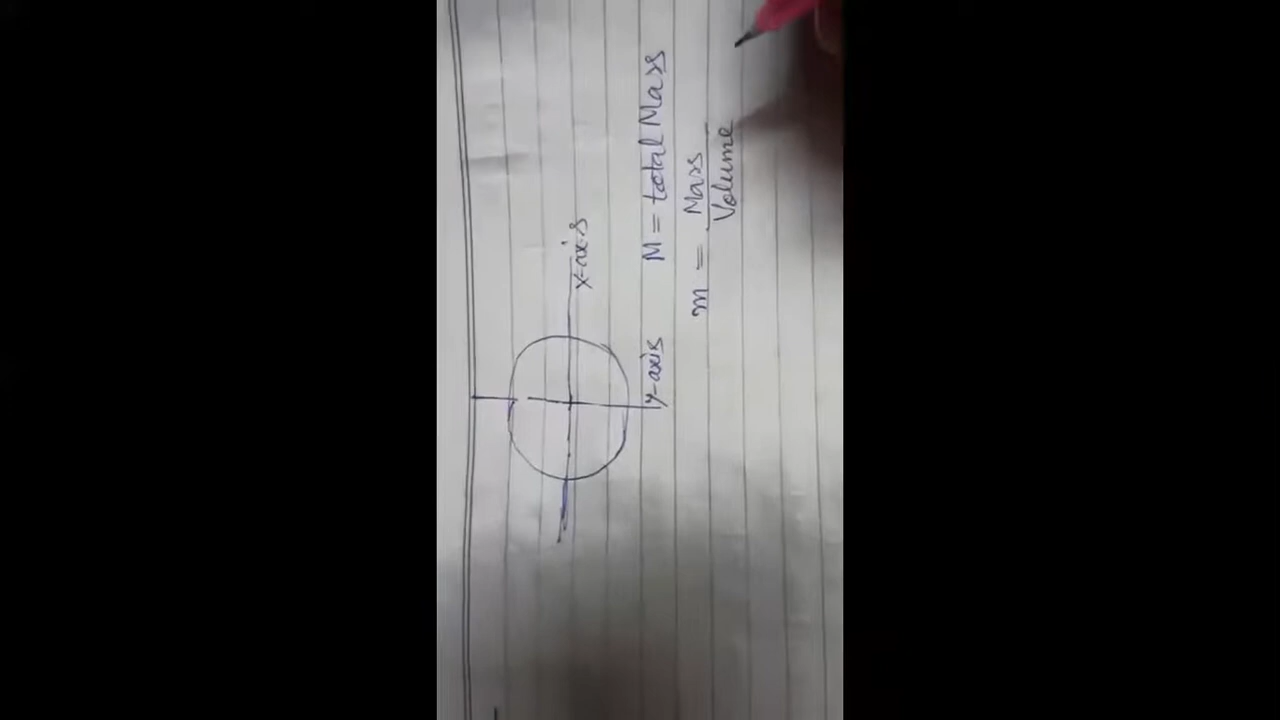 x-axis
y-axis
M = total Mass
m = Mass
Volume